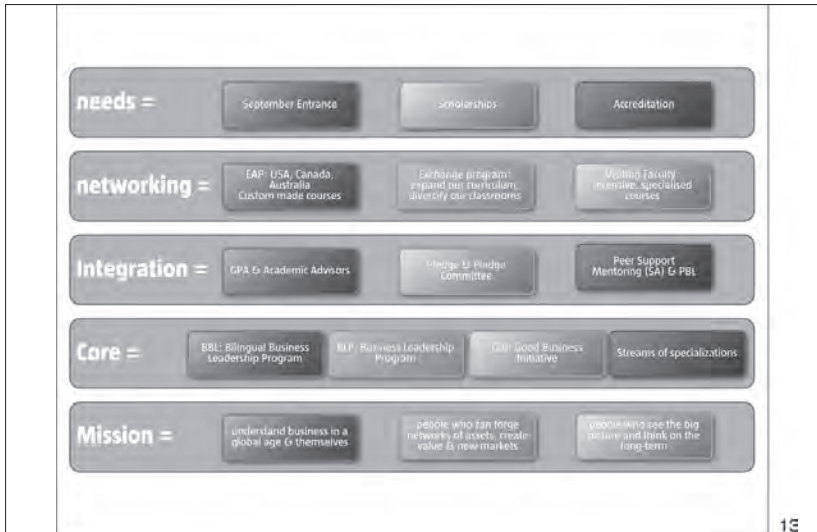 needs =
September Entrance
Scholarships
Accreditation
networking =
EAP: USA, Canada,
Australia
Custom made courses
Exchange program:
expand our curriculum,
diversify our classrooms
Visiting Faculty
intensive, specialised
courses
Integration =
GPA & Academic Advisors
Pledge & Pledge
Committee
Peer Support
Mentoring (SA) & PBL
Core =
BBL: Bilingual Business
Leadership Program
BLP: Business Leadership
Program
GBI: Good Business
Initiative
Streams of specializations
Mission =
understand business in a
global age & themselves
people who can forge
networks of assets, create
value & new markets
people who see the big
picture and think on the
long-term
13